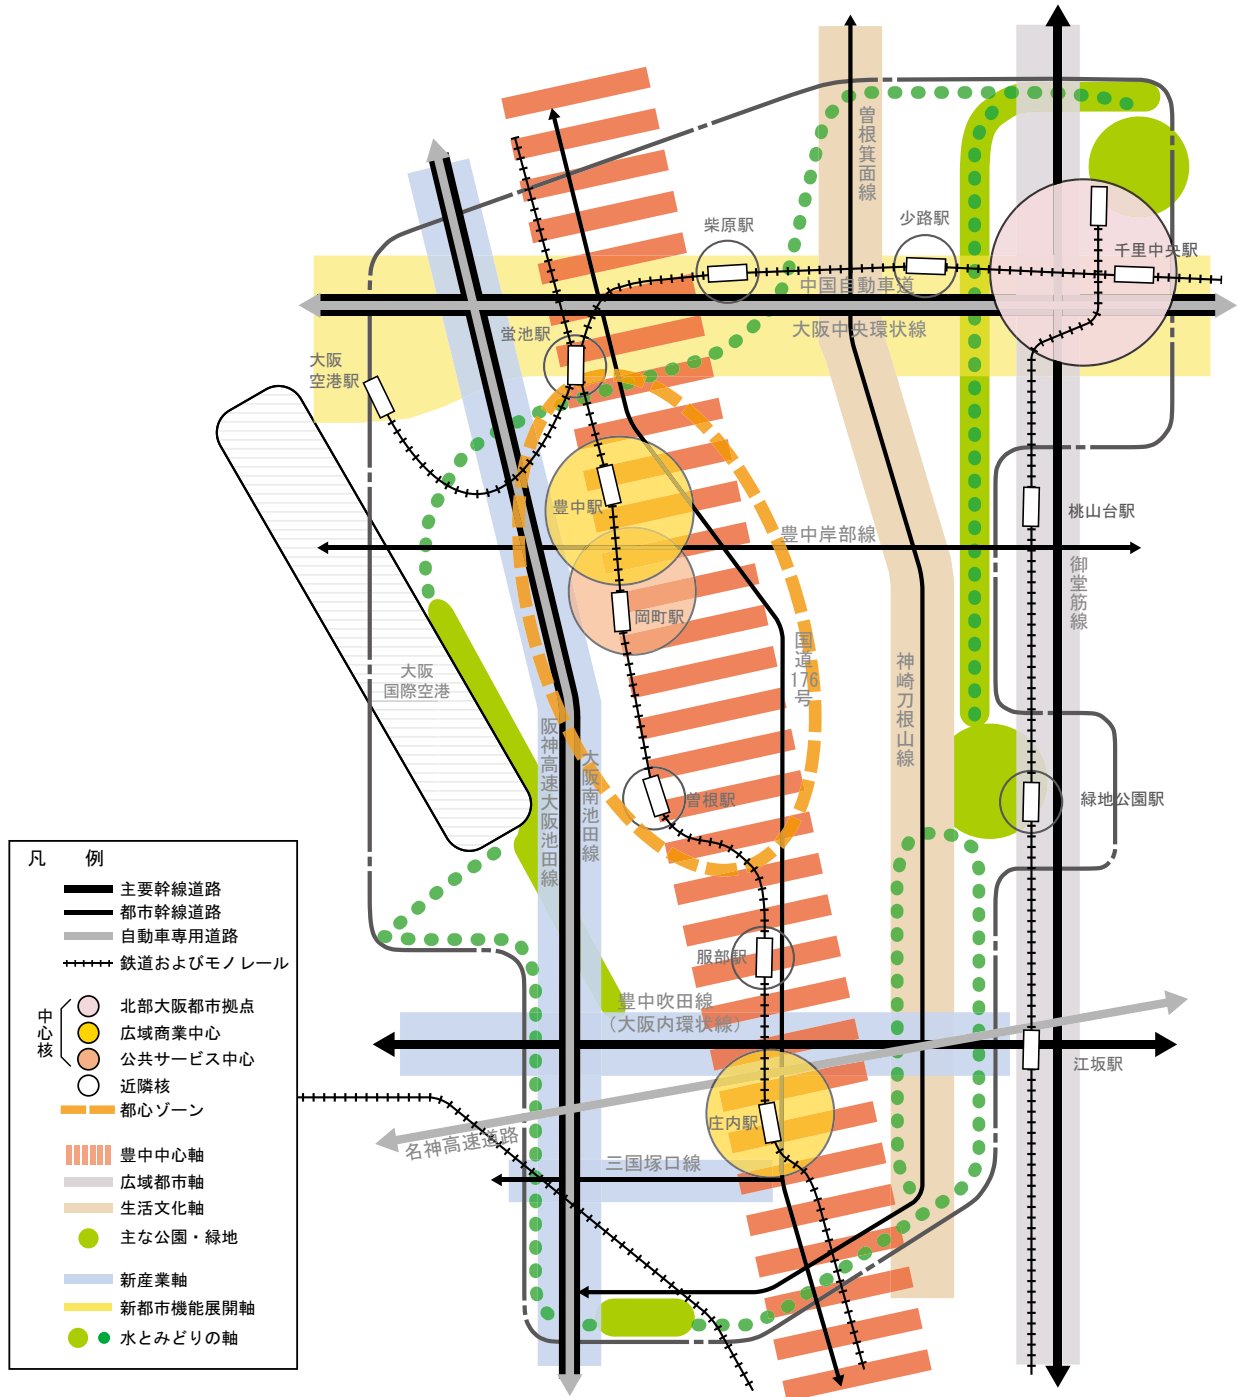 曽根箕面線
柴原駅
少路駅
千里中央駅
中国自動車道
大阪中央環状線
蛍池駅
大阪
空港駅
豊中駅
桃山台駅
豊中岸部線
御堂筋線
岡町駅
国道176号
神崎刀根山線
大阪
国際空港
阪神高速大阪池田線
大阪南池田線
曽根駅
緑地公園駅
服部駅
豊中吹田線
（大阪内環状線）
江坂駅
庄内駅
名神高速道路
三国塚口線
凡　例
主要幹線道路
都市幹線道路
自動車専用道路
鉄道およびモノレール
中心核
北部大阪都市拠点
広域商業中心
公共サービス中心
近隣核
都心ゾーン
豊中中心軸
広域都市軸
生活文化軸
主な公園・緑地
新産業軸
新都市機能展開軸
水とみどりの軸